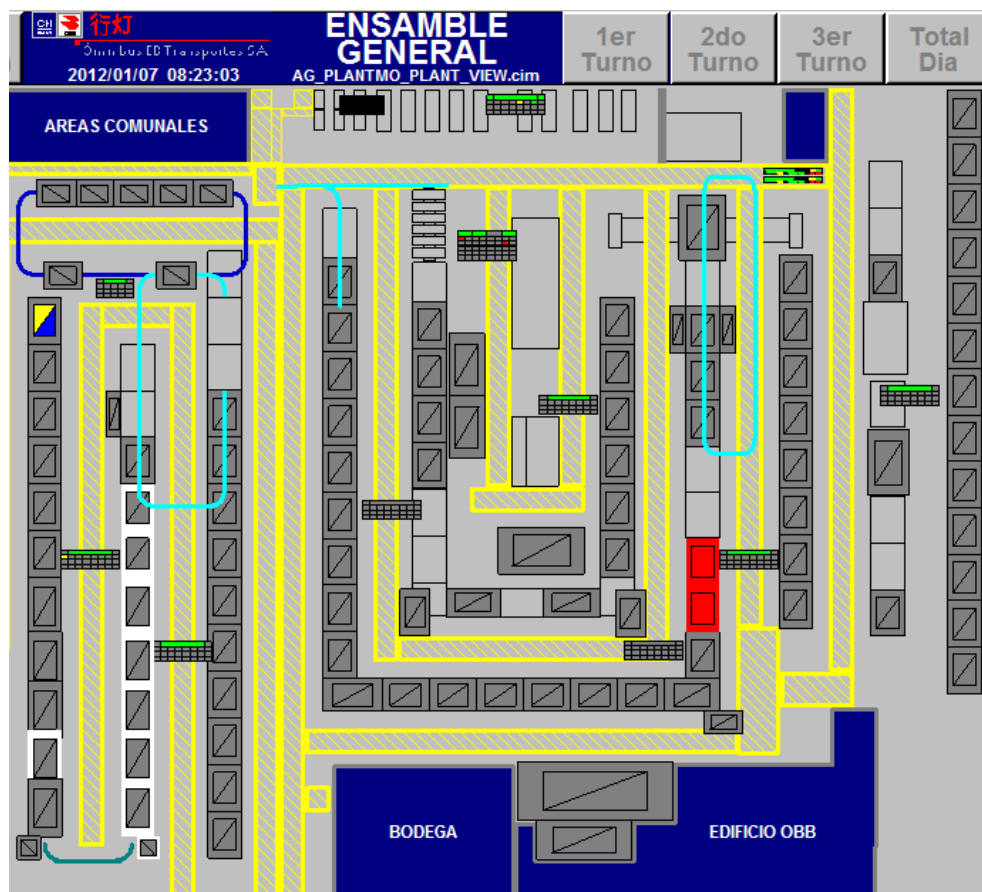 行灯
Ómnibus BB Transportes SA
2012/01/07 08:23:03
ENSAMBLE
GENERAL
AG_PLANTMO_PLANT_VIEW.cim
1er
Turno
2do
Turno
3er
Turno
Total
Dia
AREAS COMUNALES
BODEGA
EDIFICIO OBB